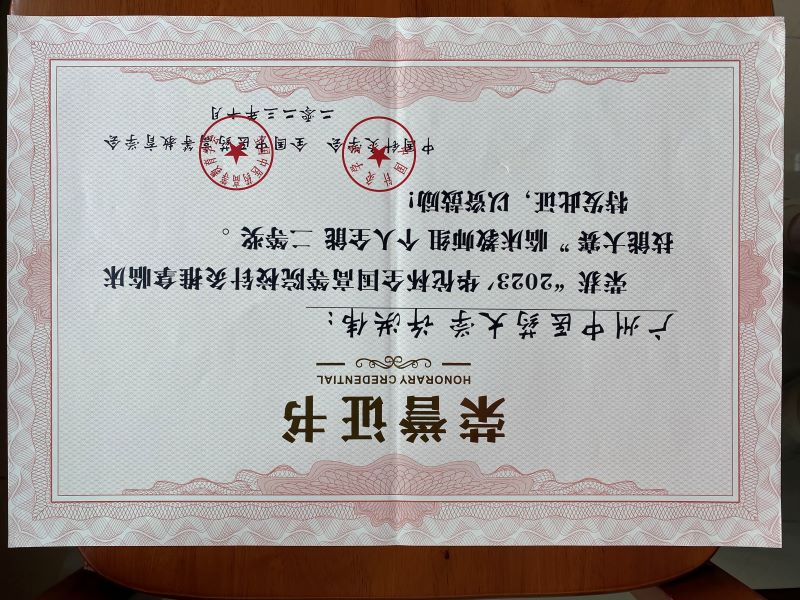 荣誉证书
HONORARY CREDENTIAL
广州中医药大学 许洪伟：
荣获“2023'华佗杯全国高等院校针灸推拿临床
技能大赛”临床教师组 个人全能 二等奖。
特发此证，以资鼓励！
中国针灸学会 全国中医药高等教育学会
二零二三年十月